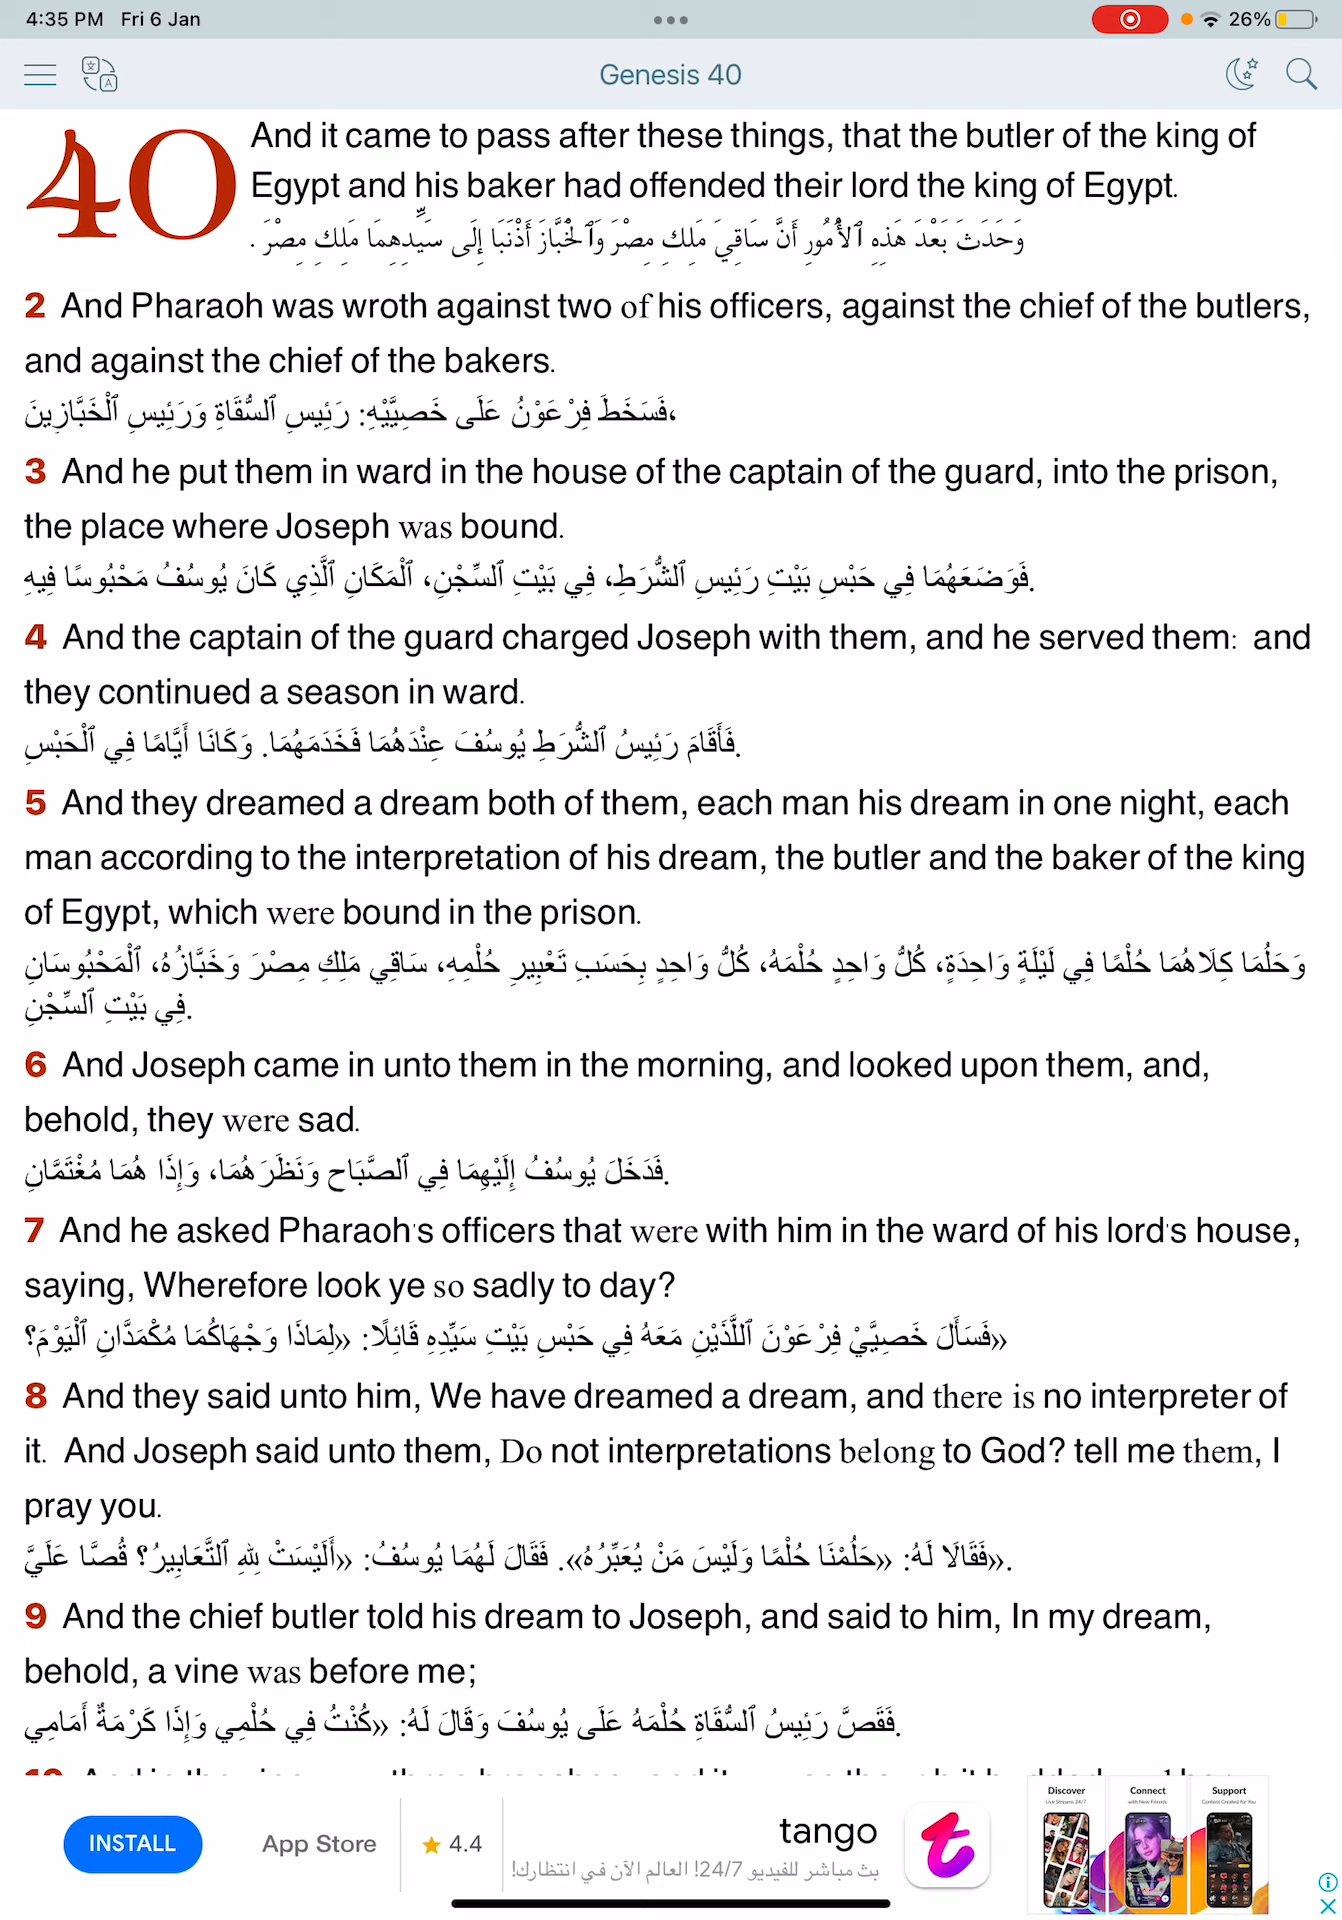 4:35 PM Fri 6 Jan
26%
Genesis 40
40 And it came to pass after these things, that the butler of the king of
Egypt and his baker had offended their lord the king of Egypt.
وَحَدَثَ بَعْدَ هَذِهِ ٱلْأُمُورِ أَنَّ سَاقِيَ مَلِكِ مِصْرَ وَٱلْخَبَّازَ أَذْنَبَا إِلَى سَيِّدِهِمَا مَلِكِ مِصْرَ.
2 And Pharaoh was wroth against two of his officers, against the chief of the butlers,
and against the chief of the bakers.
فَسَخَطَ فِرْعَوْنُ عَلَى خَصِيَّيْهِ: رَئِيسِ ٱلسُّقَاةِ وَرَئِيسِ ٱلْخَبَّازِينَ،
3 And he put them in ward in the house of the captain of the guard, into the prison,
the place where Joseph was bound.
فَوَضَعَهُمَا فِي حَبْسِ بَيْتِ رَئِيسِ ٱلشُّرَطِ، فِي بَيْتِ ٱلسِّجْنِ، ٱلْمَكَانِ ٱلَّذِي كَانَ يُوسُفُ مَحْبُوسًا فِيهِ.
4 And the captain of the guard charged Joseph with them, and he served them: and
they continued a season in ward.
فَأَقَامَ رَئِيسُ ٱلشُّرَطِ يُوسُفَ عِنْدَهُمَا فَخَدَمَهُمَا. وَكَانَا أَيَّامًا فِي ٱلْحَبْسِ.
5 And they dreamed a dream both of them, each man his dream in one night, each
man according to the interpretation of his dream, the butler and the baker of the king
of Egypt, which were bound in the prison.
وَحَلُمَا كِلَاهُمَا حُلْمًا فِي لَيْلَةٍ وَاحِدَةٍ، كُلُّ وَاحِدٍ حُلْمَهُ، كُلُّ وَاحِدٍ بِحَسَبِ تَعْبِيرِ حُلْمِهِ، سَاقِي مَلِكِ مِصْرَ وَخَبَّازُهُ، ٱلْمَحْبُوسَانِ
فِي بَيْتِ ٱلسِّجْنِ.
6 And Joseph came in unto them in the morning, and looked upon them, and,
behold, they were sad.
فَدَخَلَ يُوسُفُ إِلَيْهِمَا فِي ٱلصَّبَاحِ وَنَظَرَهُمَا، وَإِذَا هُمَا مُغْتَمَّانِ.
7 And he asked Pharaoh's officers that were with him in the ward of his lord's house,
saying, Wherefore look ye so sadly to day?
فَسَأَلَ خَصِيَّيْ فِرْعَوْنَ ٱللَّذَيْنِ مَعَهُ فِي حَبْسِ بَيْتِ سَيِّدِهِ قَائِلًا: «لِمَاذَا وَجْهَاكُمَا مُكْمَدَّانِ ٱلْيَوْمَ؟»
8 And they said unto him, We have dreamed a dream, and there is no interpreter of
it. And Joseph said unto them, Do not interpretations belong to God? tell me them, I
pray you.
فَقَالَا لَهُ: «حَلُمْنَا حُلْمًا وَلَيْسَ مَنْ يُعَبِّرُهُ». فَقَالَ لَهُمَا يُوسُفُ: «أَلَيْسَتْ لِلهِ ٱلتَّعَابِيرُ؟ قُصَّا عَلَيَّ».
9 And the chief butler told his dream to Joseph, and said to him, In my dream,
behold, a vine was before me;
فَقَصَّ رَئِيسُ ٱلسُّقَاةِ حُلْمَهُ عَلَى يُوسُفَ وَقَالَ لَهُ: «كُنْتُ فِي حُلْمِي وَإِذَا كَرْمَةٌ أَمَامِي.
INSTALL
App Store
4.4
tango
بث مباشر للفيديو 24/7! العالم الآن في انتظارك!
Discover
Live Streams 24/7
Connect
with New Friends
Support
Content Created for You